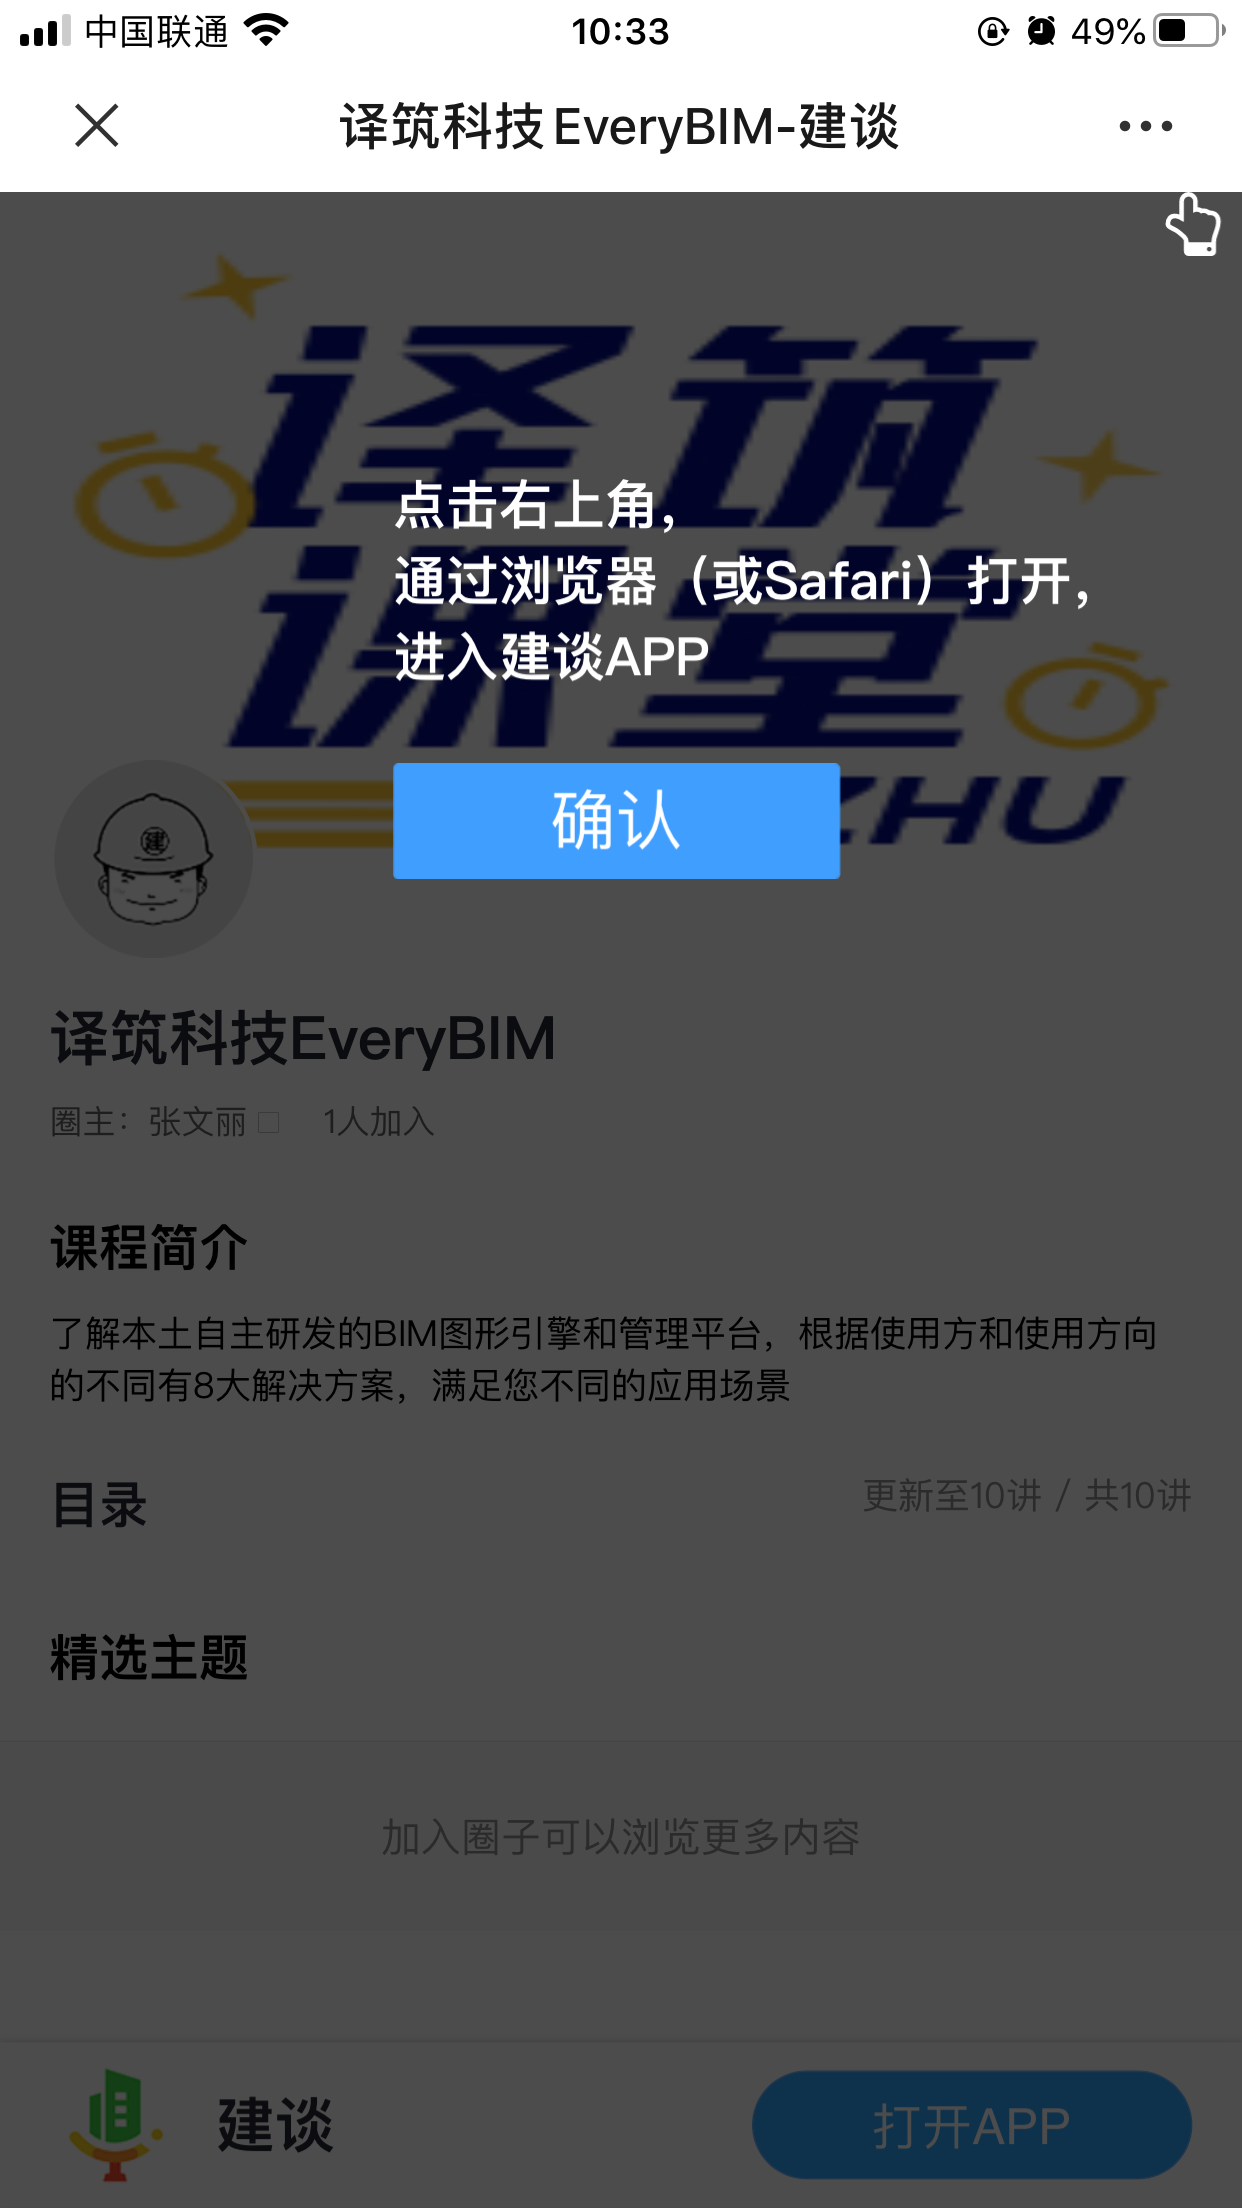 中国联通
10:33
49%
译筑科技EveryBIM-建谈
译筑
课堂
点击右上角,
通过浏览器（或Safari）打开,
进入建谈APP
确认
ZHU
建
译筑科技EveryBIM
圈主：张文丽 1人加入
课程简介
了解本土自主研发的BIM图形引擎和管理平台，根据使用方和使用方向
的不同有8大解决方案，满足您不同的应用场景
目录
更新至10讲 / 共10讲
精选主题
加入圈子可以浏览更多内容
建谈
打开APP